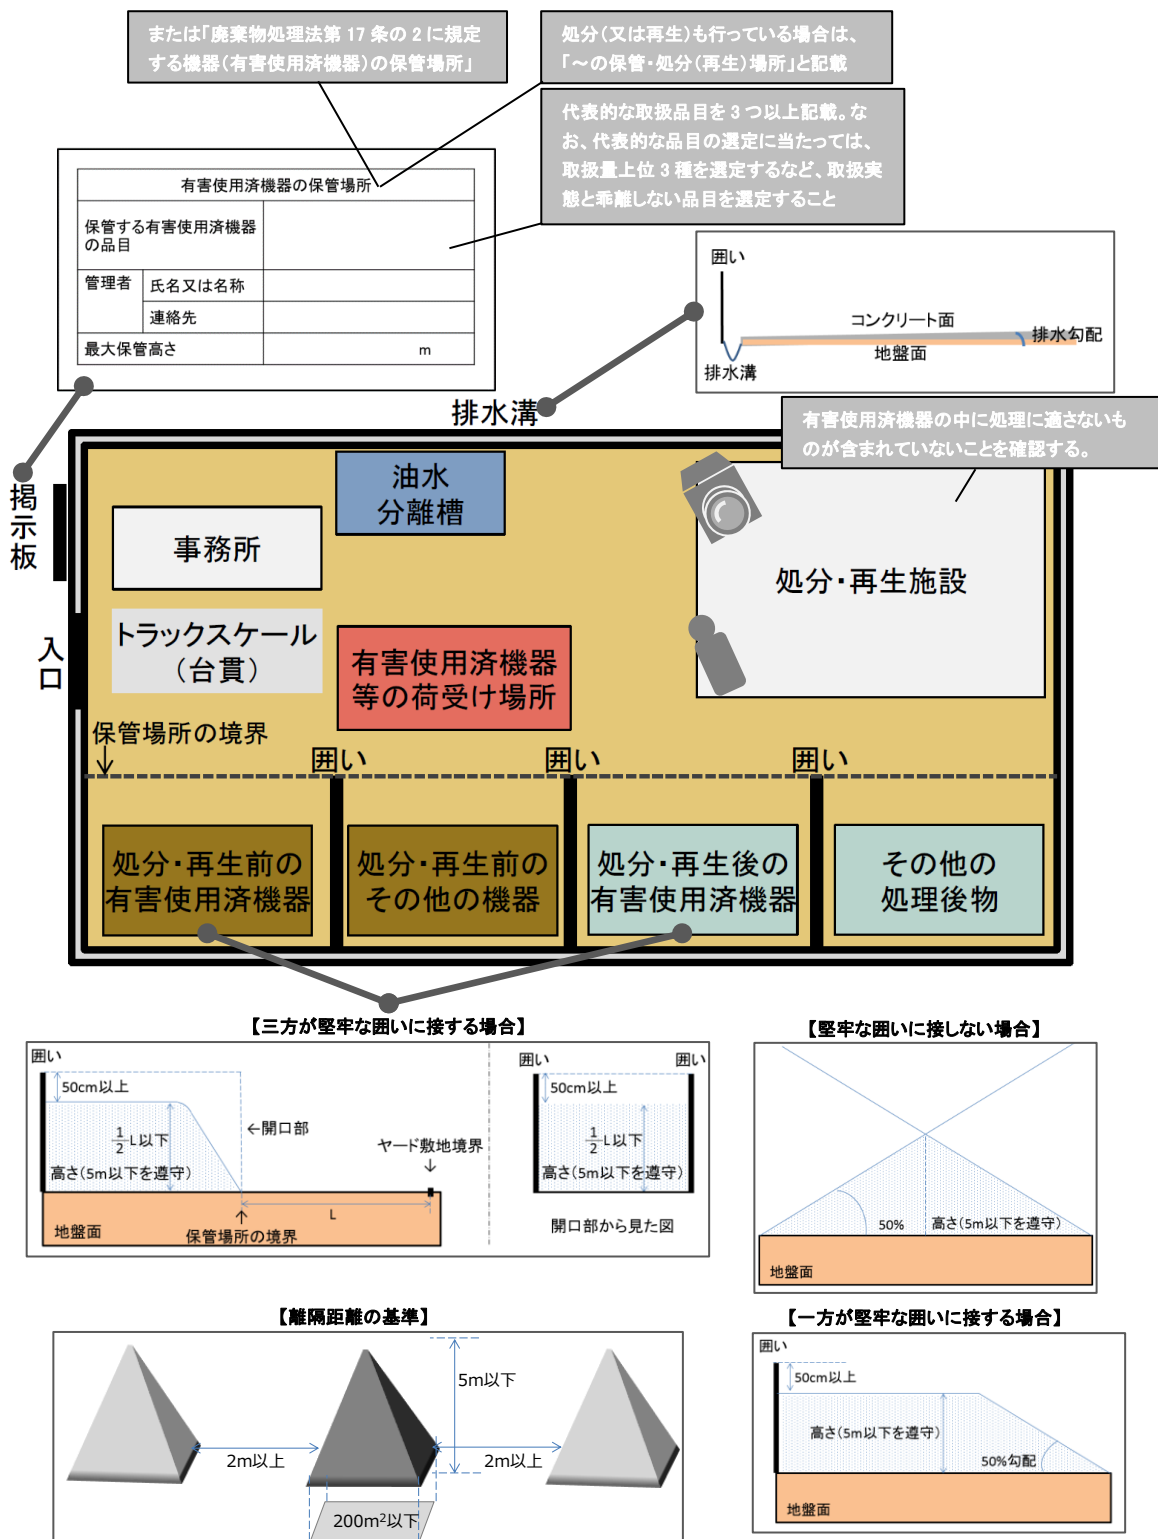 または「廃棄物処理法第 17 条の 2 に規定
する機器（有害使用済機器）の保管場所」
処分（又は再生）も行っている場合は、
「～の保管・処分（再生）場所」と記載
代表的な取扱品目を 3 つ以上記載。な
お、代表的な品目の選定に当たっては、
取扱量上位 3 種を選定するなど、取扱実
態と乖離しない品目を選定すること
有害使用済機器の保管場所
保管する有害使用済機器
の品目
管理者
氏名又は名称
連絡先
最大保管高さ
m
囲い
コンクリート面
排水勾配
地盤面
排水溝
排水溝
有害使用済機器の中に処理に適さないも
のが含まれていないことを確認する。
掲示板
油水
分離槽
事務所
処分・再生施設
入口
トラックスケール
（台貫）
有害使用済機器
等の荷受け場所
保管場所の境界
囲い
囲い
囲い
処分・再生前の
有害使用済機器
処分・再生前の
その他の機器
処分・再生後の
有害使用済機器
その他の
処理後物
【三方が堅牢な囲いに接する場合】
囲い
50cm以上
1/2 L以下
←開口部
高さ（5m以下を遵守）
ヤード敷地境界
L
地盤面
保管場所の境界
囲い
囲い
50cm以上
1/2 L以下
高さ（5m以下を遵守）
開口部から見た図
【堅牢な囲いに接しない場合】
50%
高さ（5m以下を遵守）
地盤面
【離隔距離の基準】
5m以下
2m以上
2m以上
200m²以下
【一方が堅牢な囲いに接する場合】
囲い
50cm以上
高さ（5m以下を遵守）
50%勾配
地盤面